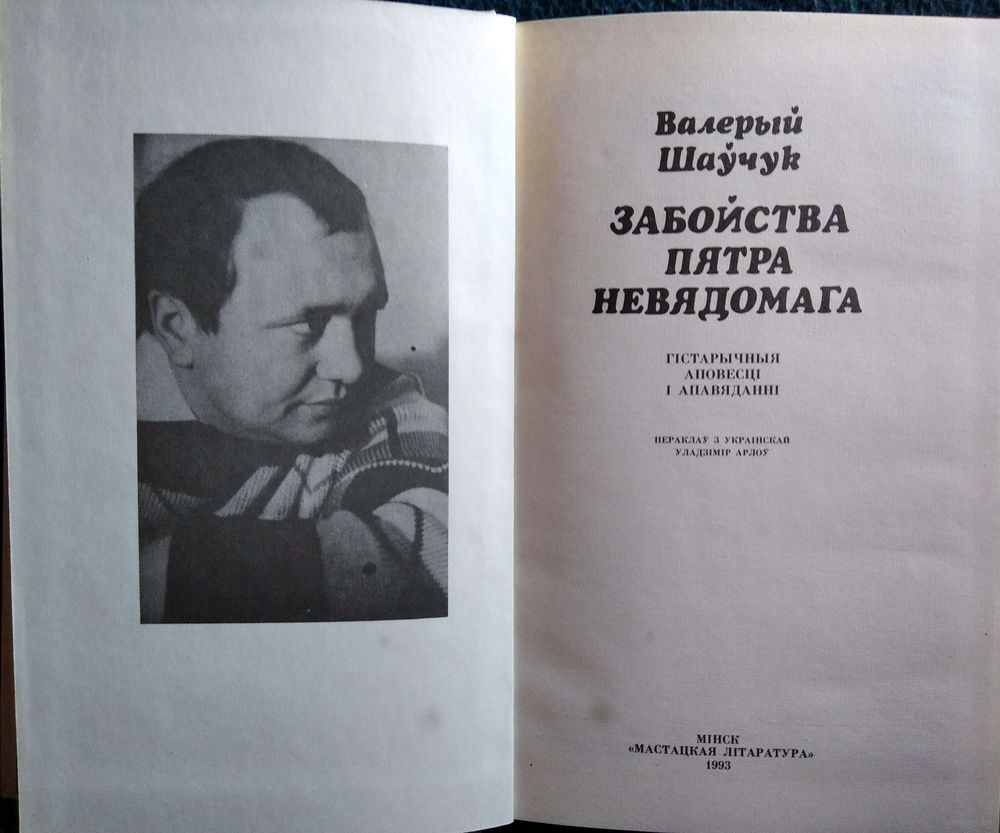 Валерый
Шаўчук
ЗАБОЙСТВА
ПЯТРА
НЕВЯДОМАГА
ГІСТАРЫЧНЫЯ
АПОВЕСЦІ
І АПАВЯДАННІ
ПЕРАКЛАЎ З УКРАІНСКАЙ
УЛАДЗІМІР АРЛОЎ
МІНСК
«МАСТАЦКАЯ ЛІТАРАТУРА»
1993